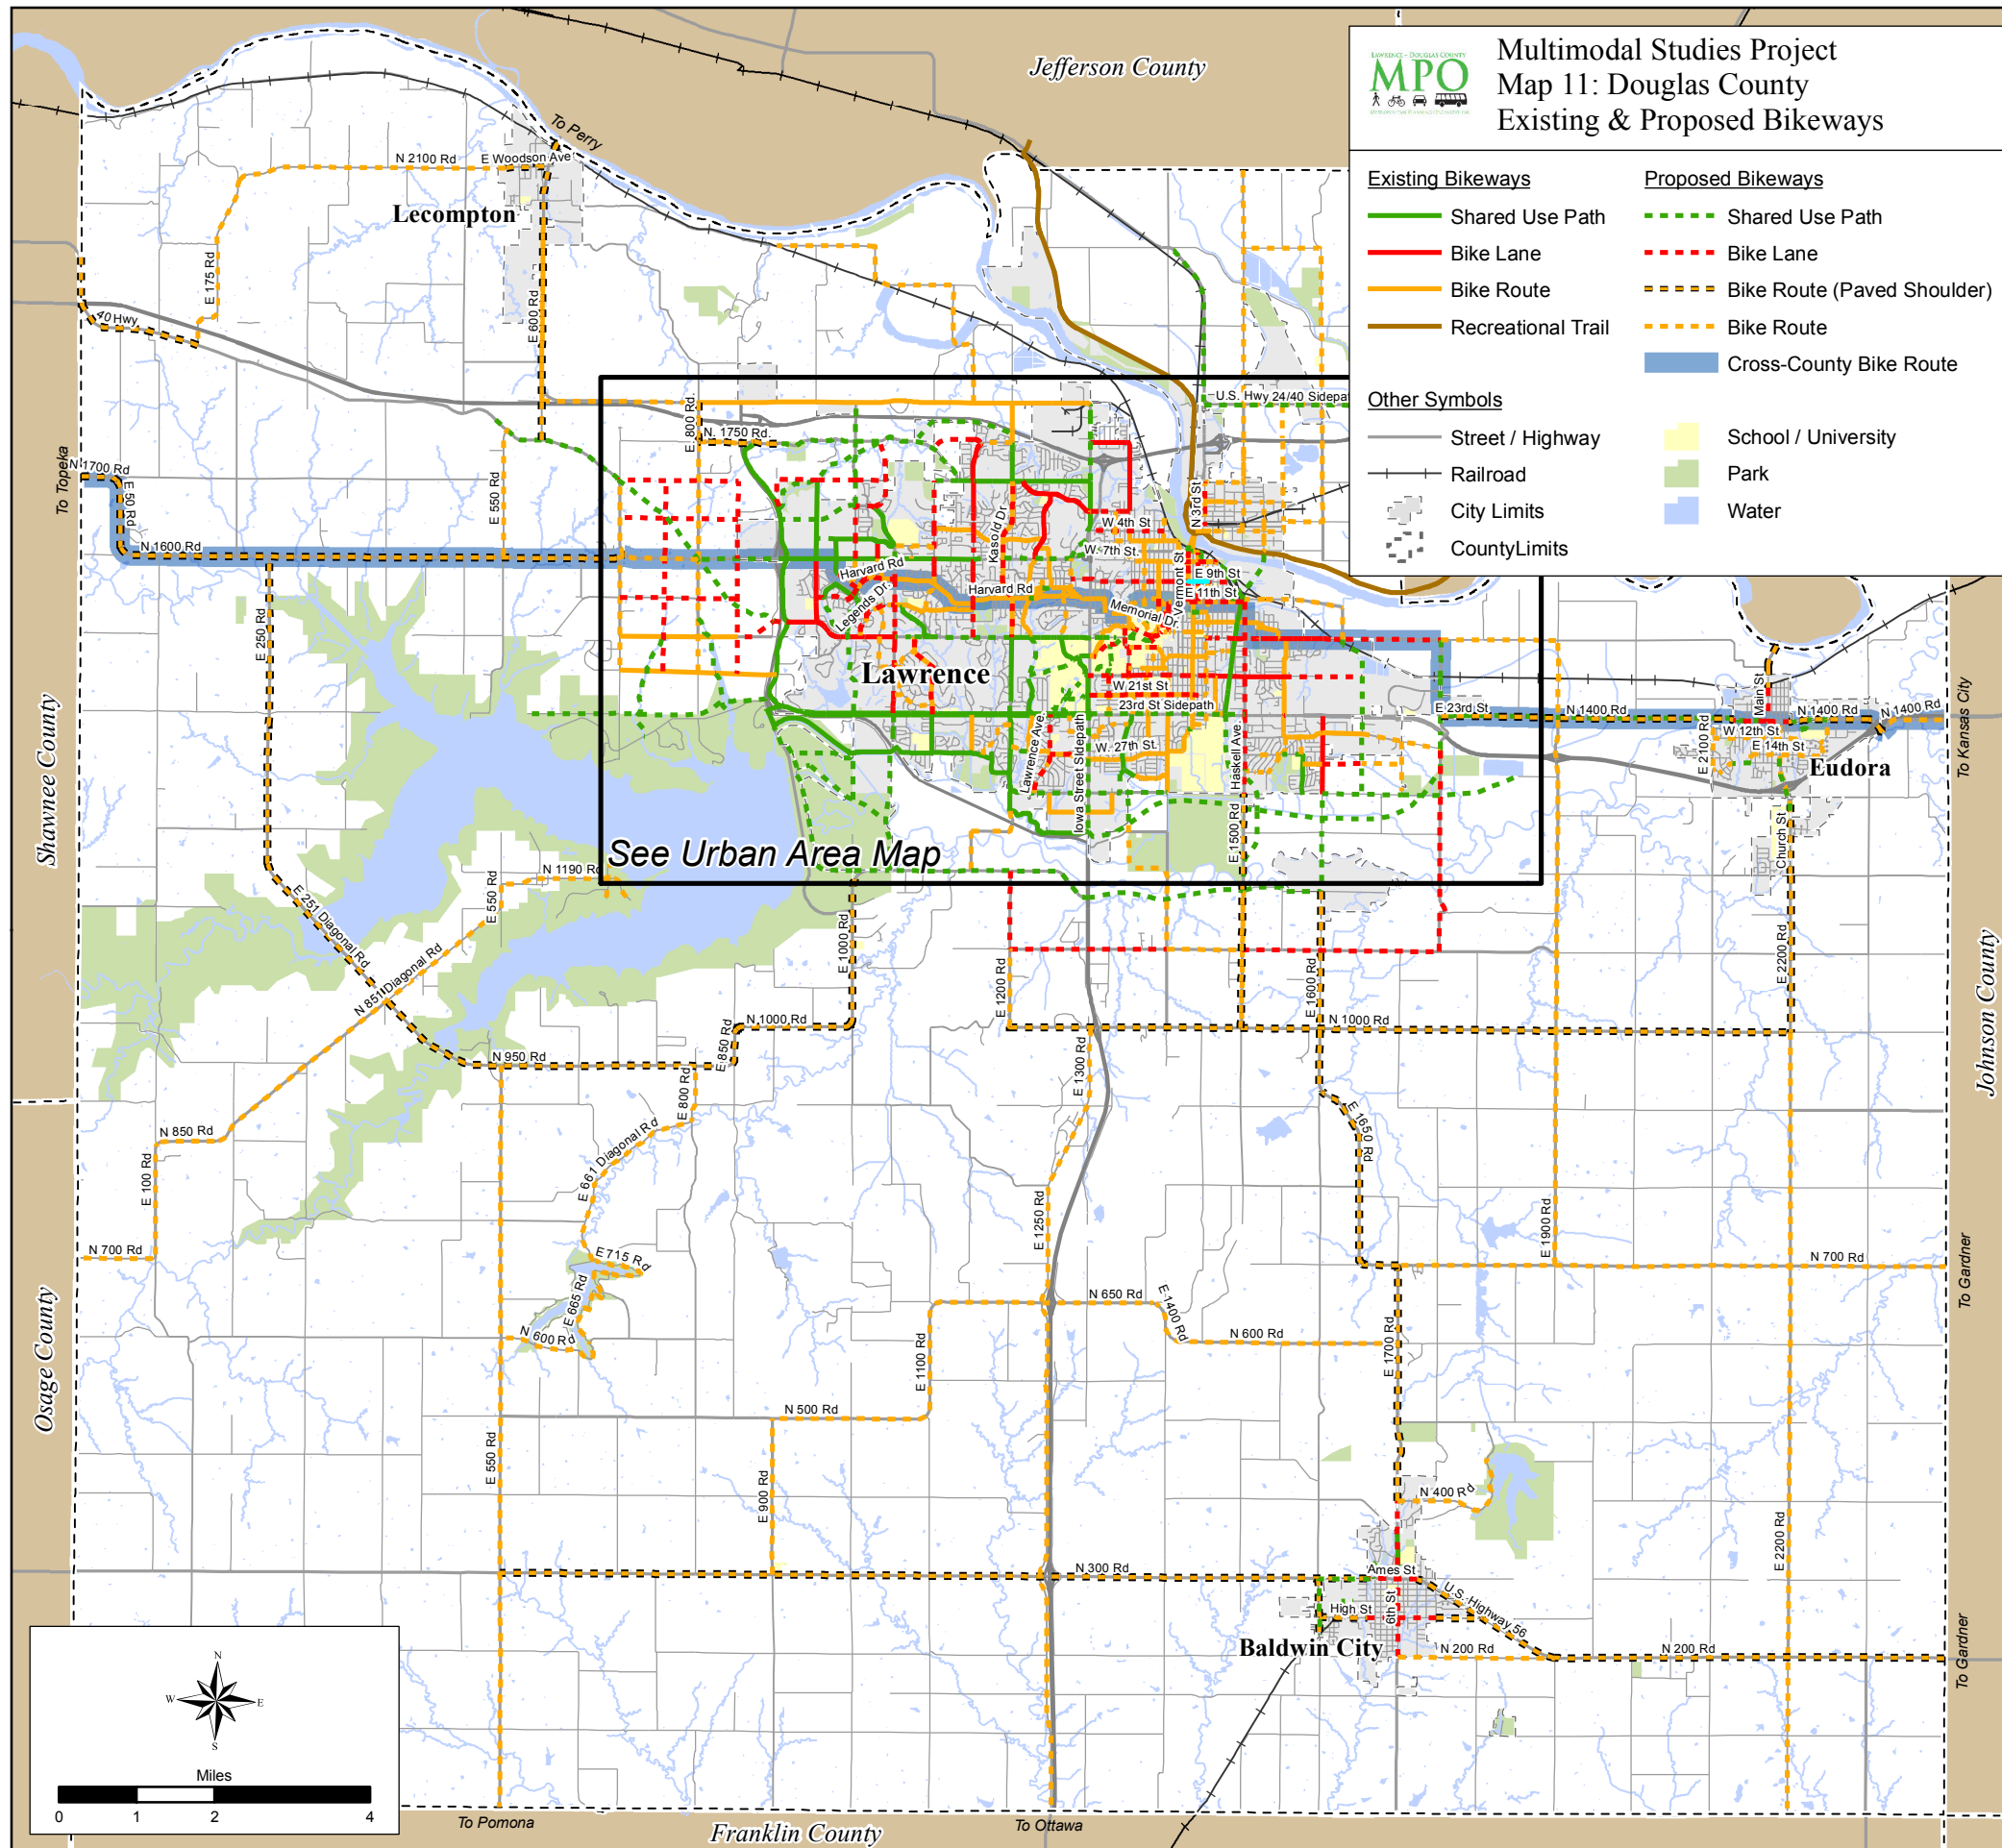 Jefferson County
LAWRENCE - DOUGLAS COUNTY
MPO
Multimodal Studies Project
Map 11: Douglas County
Existing & Proposed Bikeways
Existing Bikeways
Shared Use Path
Bike Lane
Bike Route
Recreational Trail
Proposed Bikeways
Shared Use Path
Bike Lane
Bike Route (Paved Shoulder)
Bike Route
Cross-County Bike Route
Other Symbols
Street / Highway
Railroad
City Limits
CountyLimits
School / University
Park
Water
To Perry
N 2100 Rd
E Woodson Ave
Lecompton
E 175 Rd
E 600 Rd
40 Hwy
To Topeka
N 1700 Rd
E 50 Rd
N 1600 Rd
E 550 Rd
E 800 Rd.
N. 1750 Rd.
U.S. Hwy 24/40 Sidepa
N 3rd St
Kasold Dr.
W 4th St
W. 7th St.
Vermont St
E 9th St
E 11th St
Harvard Rd
Harvard Rd
Legends Dr.
Memorial Dr.
Lawrence
W 21st St
23rd St Sidepath
Lawrence Ave.
Iowa Street Sidepath
W. 27th St.
Haskell Ave.
E 1500 Rd
E 23rd St
N 1400 Rd
N 1400 Rd
N 1400 Rd
Main St
W 12th St
E 14th St
E 2100 Rd
Eudora
Church St
To Kansas City
E 250 Rd
Shawnee County
See Urban Area Map
N 1190 Rd
E 550 Rd
E 251 Diagonal Rd
N 851 Diagonal Rd
E 1000 Rd
E 1200 Rd
E 1600 Rd
E 2200 Rd
Johnson County
N 1000 Rd
N 1000 Rd
E 850 Rd
N 950 Rd
E 800 Rd
E 1300 Rd
E 1650 Rd
N 850 Rd
E 100 Rd
E 661 Diagonal Rd
N 700 Rd
E 715 Rd
E 665 Rd
N 600 Rd
E 1250 Rd
E 1900 Rd
N 700 Rd
To Gardner
N 650 Rd
E 1400 Rd
N 600 Rd
E 1100 Rd
E 1700 Rd
Osage County
N 500 Rd
E 550 Rd
E 900 Rd
N 400 Rd
E 2200 Rd
N 300 Rd
Ames St
High St
6th St
U.S. Highway 56
Baldwin City
N 200 Rd
N 200 Rd
To Gardner
N
W
E
S
Miles
0
1
2
4
To Pomona
Franklin County
To Ottawa